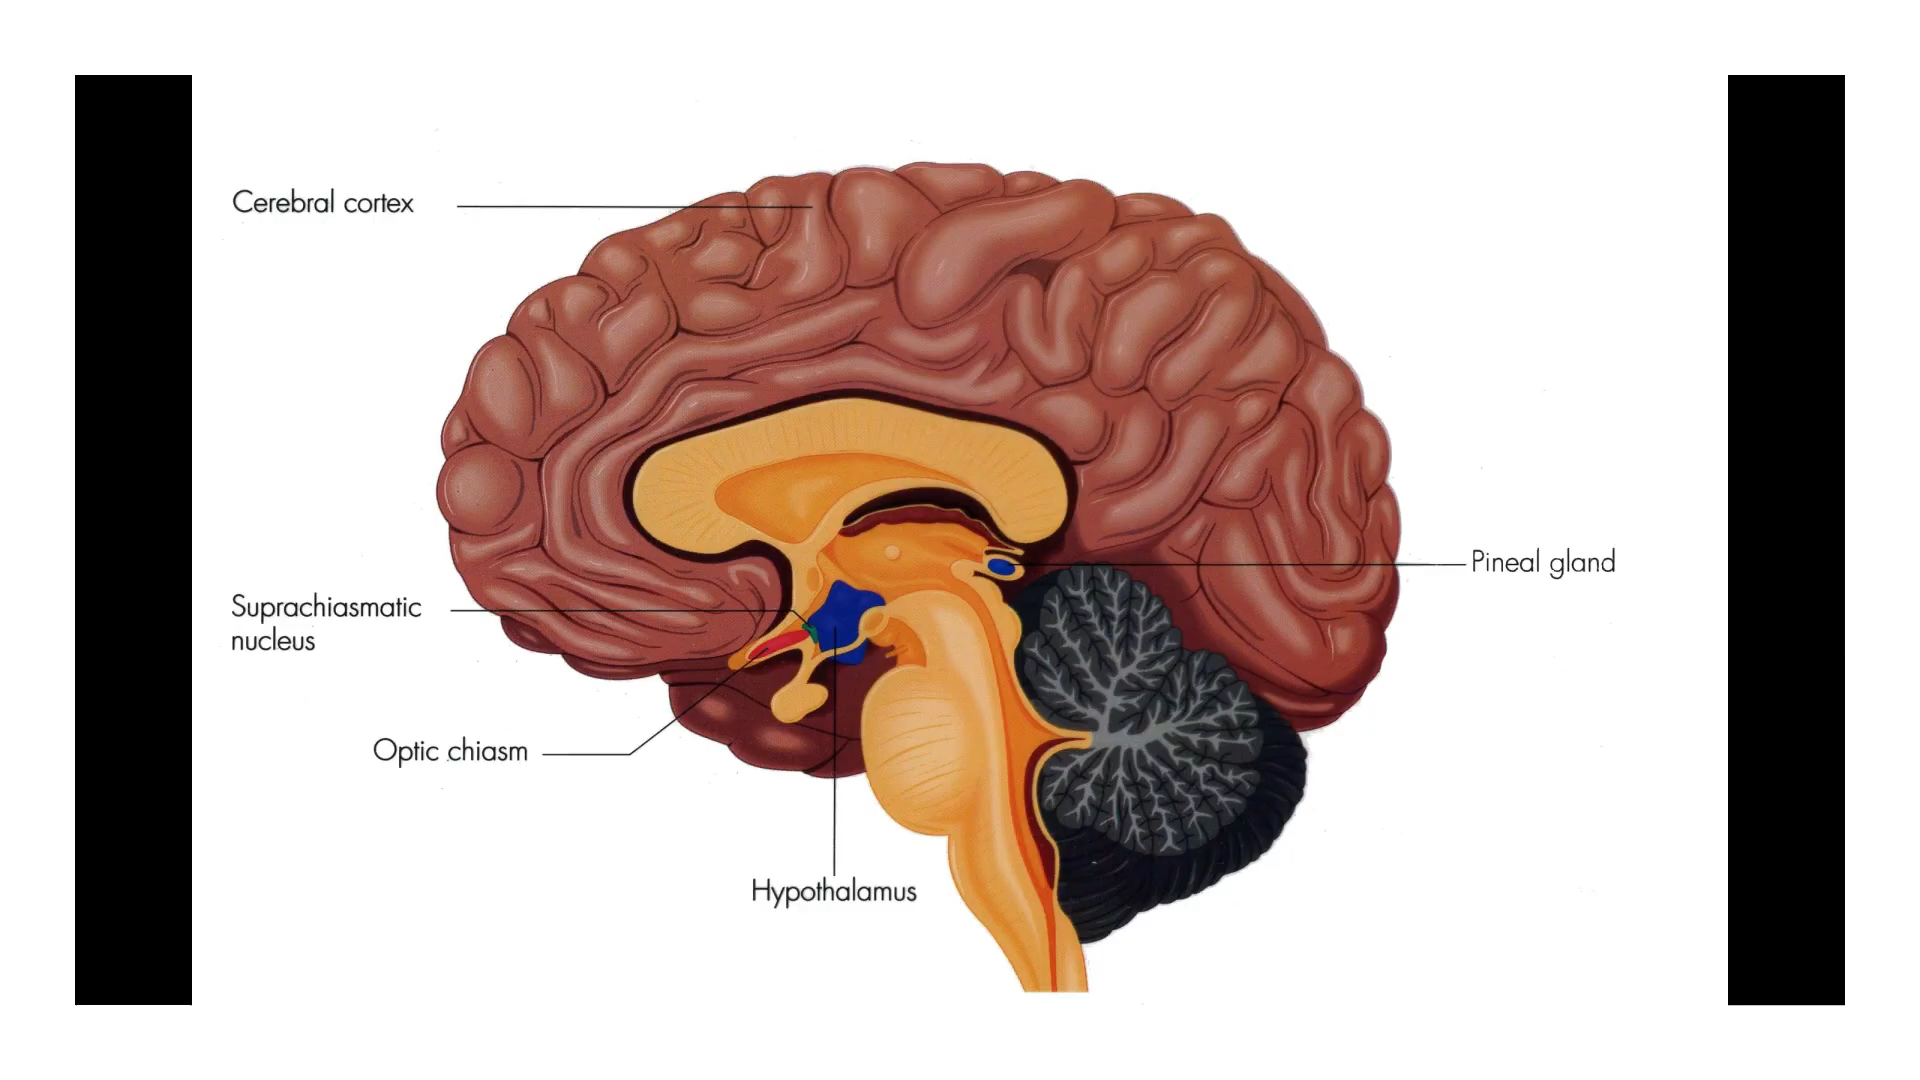 Cerebral cortex
Pineal gland
Suprachiasmatic
nucleus
Optic chiasm
Hypothalamus